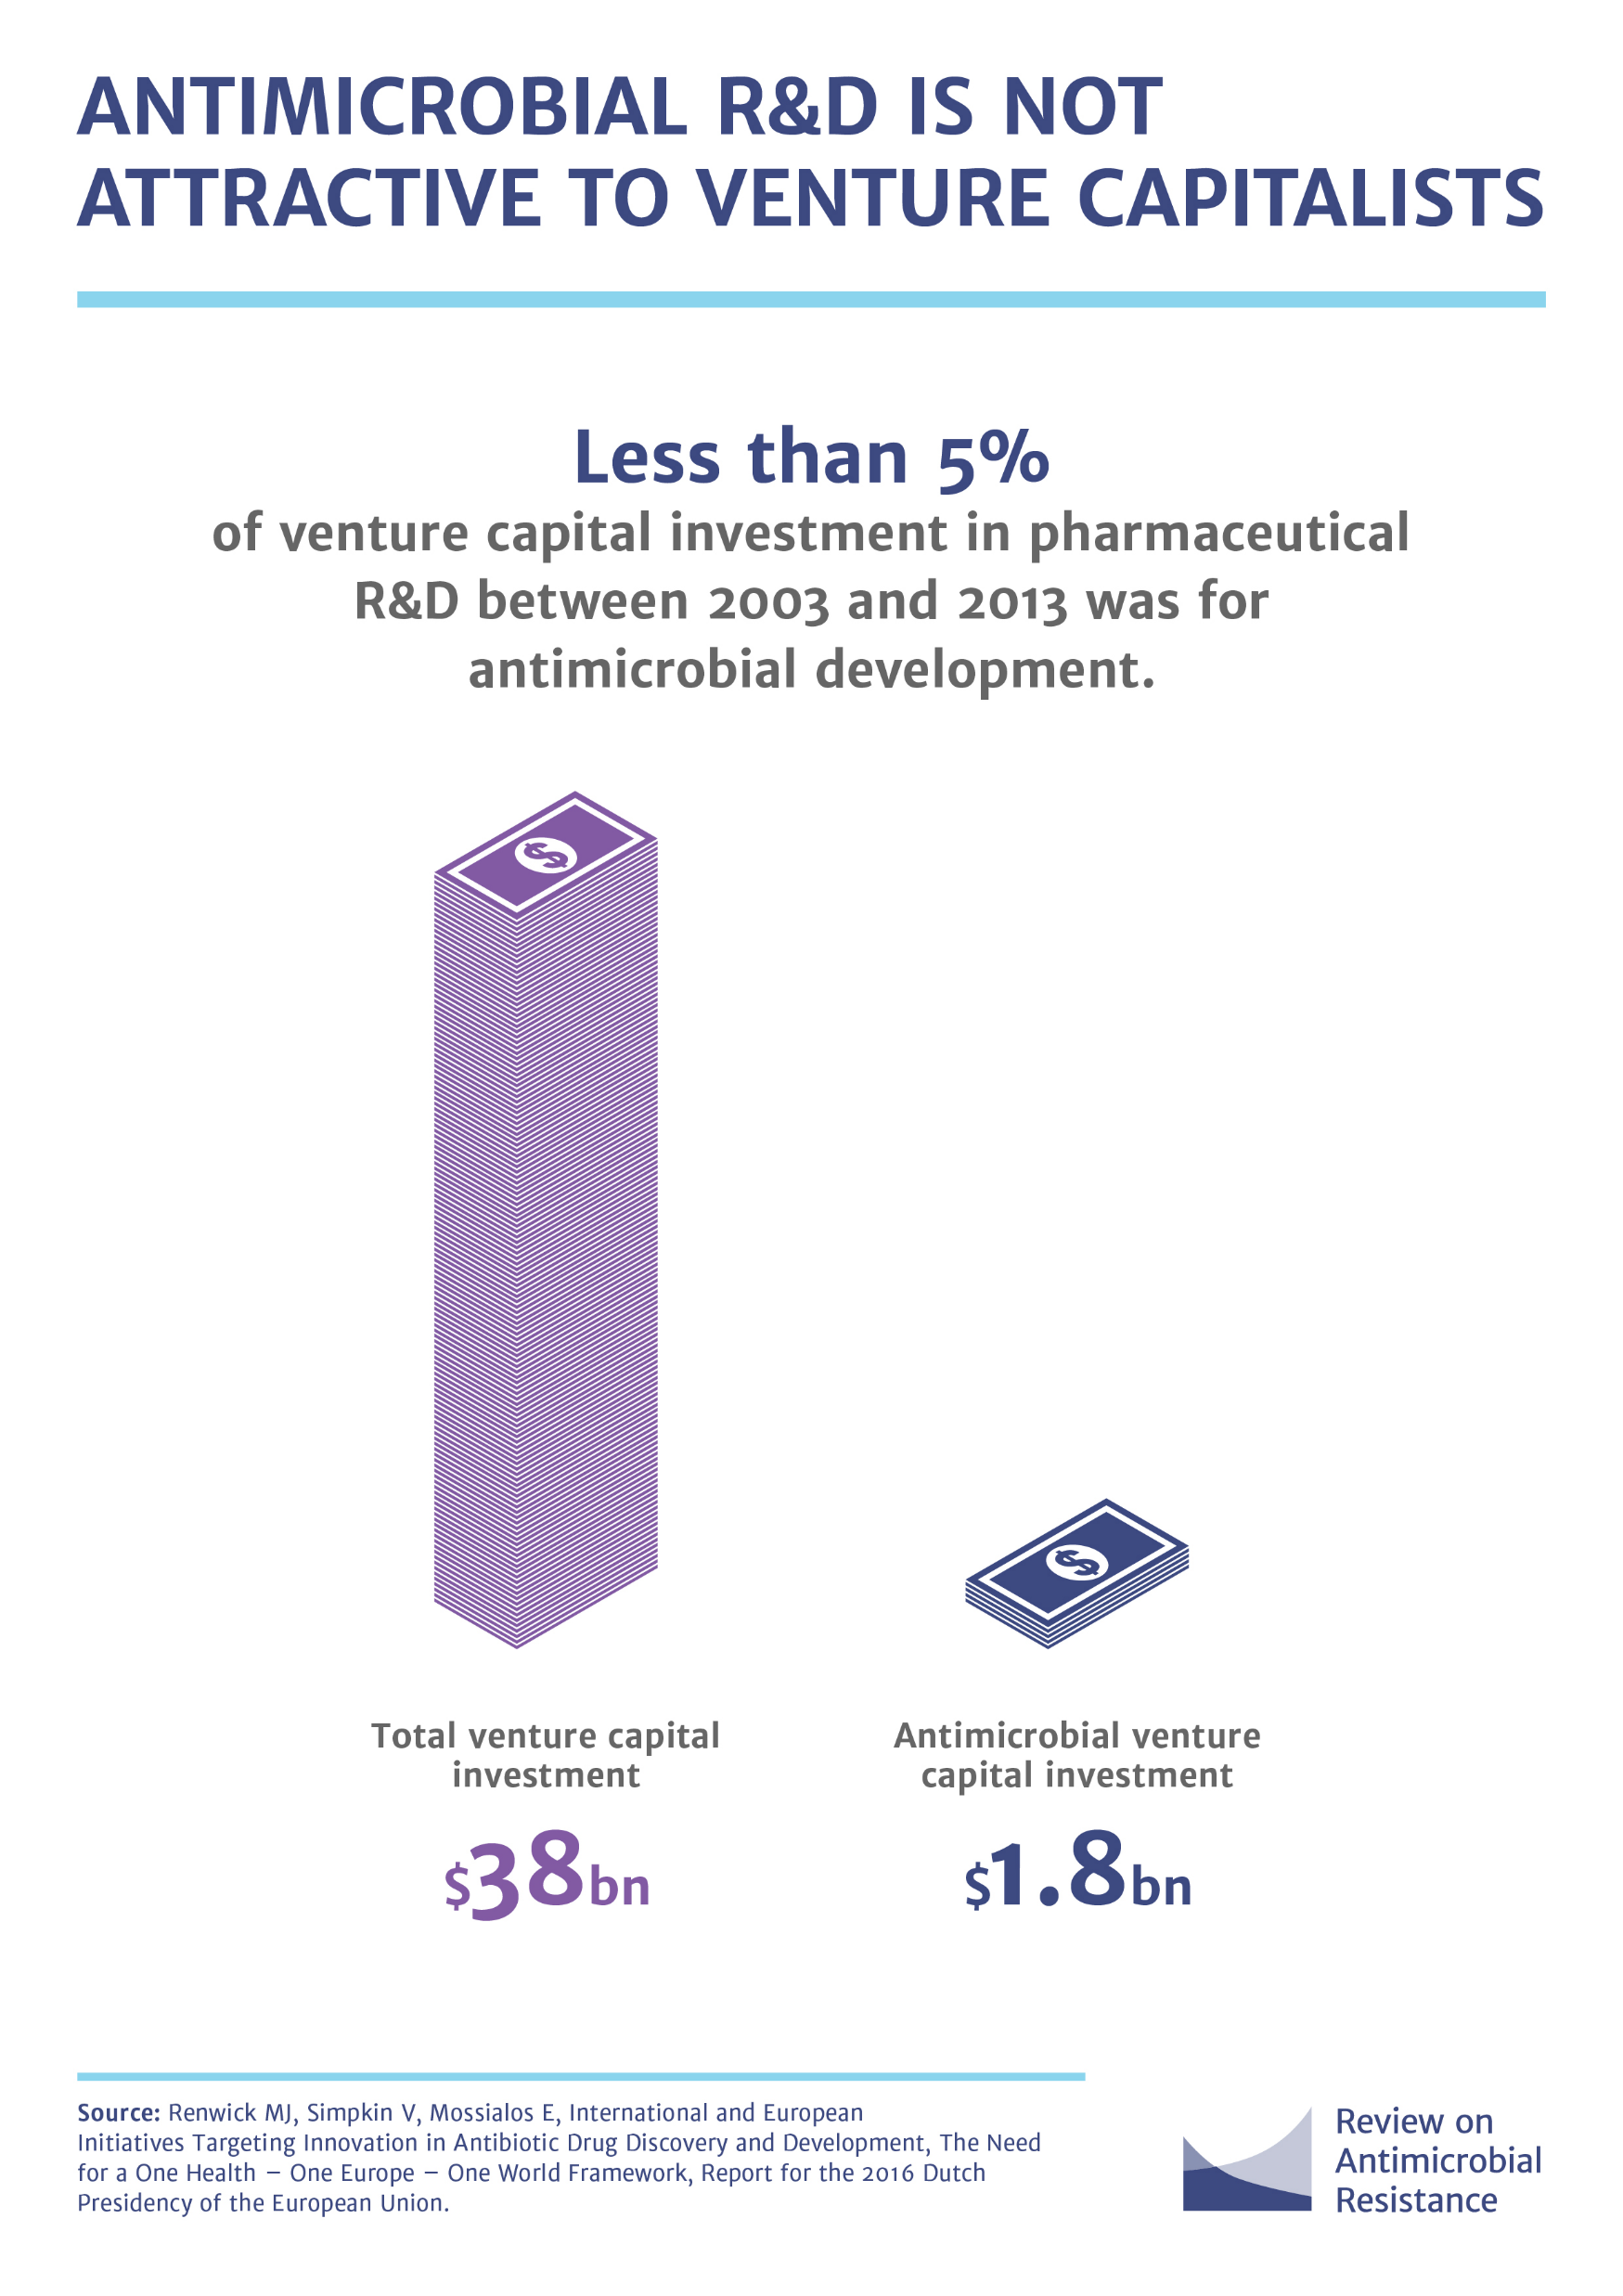 ANTIMICROBIAL R&D IS NOT
ATTRACTIVE TO VENTURE CAPITALISTS
Less than 5%
of venture capital investment in pharmaceutical
R&D between 2003 and 2013 was for
antimicrobial development.
$
$
Total venture capital
investment
$38bn
Antimicrobial venture
capital investment
$1.8bn
Source: Renwick MJ, Simpkin V, Mossialos E, International and European
Initiatives Targeting Innovation in Antibiotic Drug Discovery and Development, The Need
for a One Health – One Europe – One World Framework, Report for the 2016 Dutch
Presidency of the European Union.
Review on
Antimicrobial
Resistance